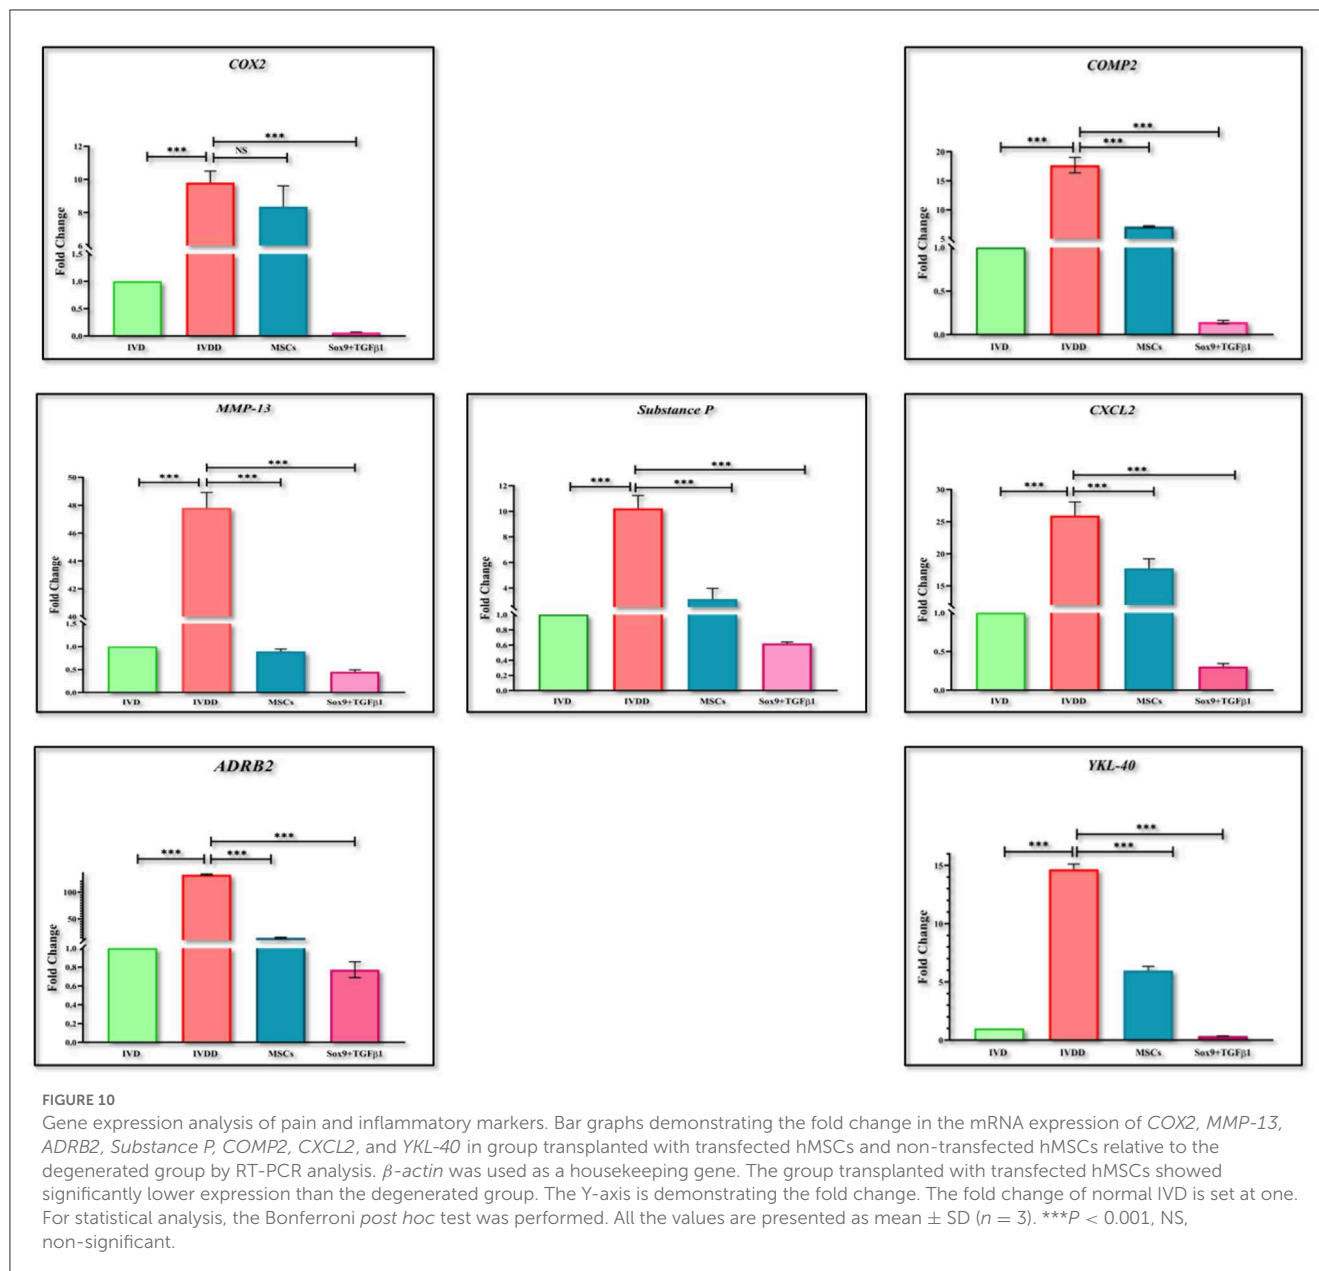 COX2
***
***
NS
12
10
8
6
1.5
1.0
0.5
0.0
Fold Change
IVD IVDD MSCs Sox9+TGFβ1
COMP2
***
***
***
20
15
10
5
1.0
0.5
0.0
Fold Change
IVD IVDD MSCs Sox9+TGFβ1
MMP-13
***
***
***
50
48
46
44
42
40
1.5
1.0
0.5
0.0
Fold Change
IVD IVDD MSCs Sox9+TGFβ1
Substance P
***
***
***
12
10
8
6
4
1.0
0.8
0.6
0.4
0.2
0.0
Fold Change
IVD IVDD MSCs Sox9+TGFβ1
CXCL2
***
***
***
30
25
20
15
1.0
0.5
0.0
Fold Change
IVD IVDD MSCs Sox9+TGFβ1
ADRB2
***
***
***
100
50
1.0
0.8
0.6
0.4
0.2
0.0
Fold Change
IVD IVDD MSCs Sox9+TGFβ1
YKL-40
***
***
***
15
10
5
0
Fold Change
IVD IVDD MSCs Sox9+TGFβ1
FIGURE 10
Gene expression analysis of pain and inflammatory markers. Bar graphs demonstrating the fold change in the mRNA expression of COX2, MMP-13,
ADRB2, Substance P, COMP2, CXCL2, and YKL-40 in group transplanted with transfected hMSCs and non-transfected hMSCs relative to the
degenerated group by RT-PCR analysis. β-actin was used as a housekeeping gene. The group transplanted with transfected hMSCs showed
significantly lower expression than the degenerated group. The Y-axis is demonstrating the fold change. The fold change of normal IVD is set at one.
For statistical analysis, the Bonferroni post hoc test was performed. All the values are presented as mean ± SD (n = 3). ***P < 0.001, NS,
non-significant.